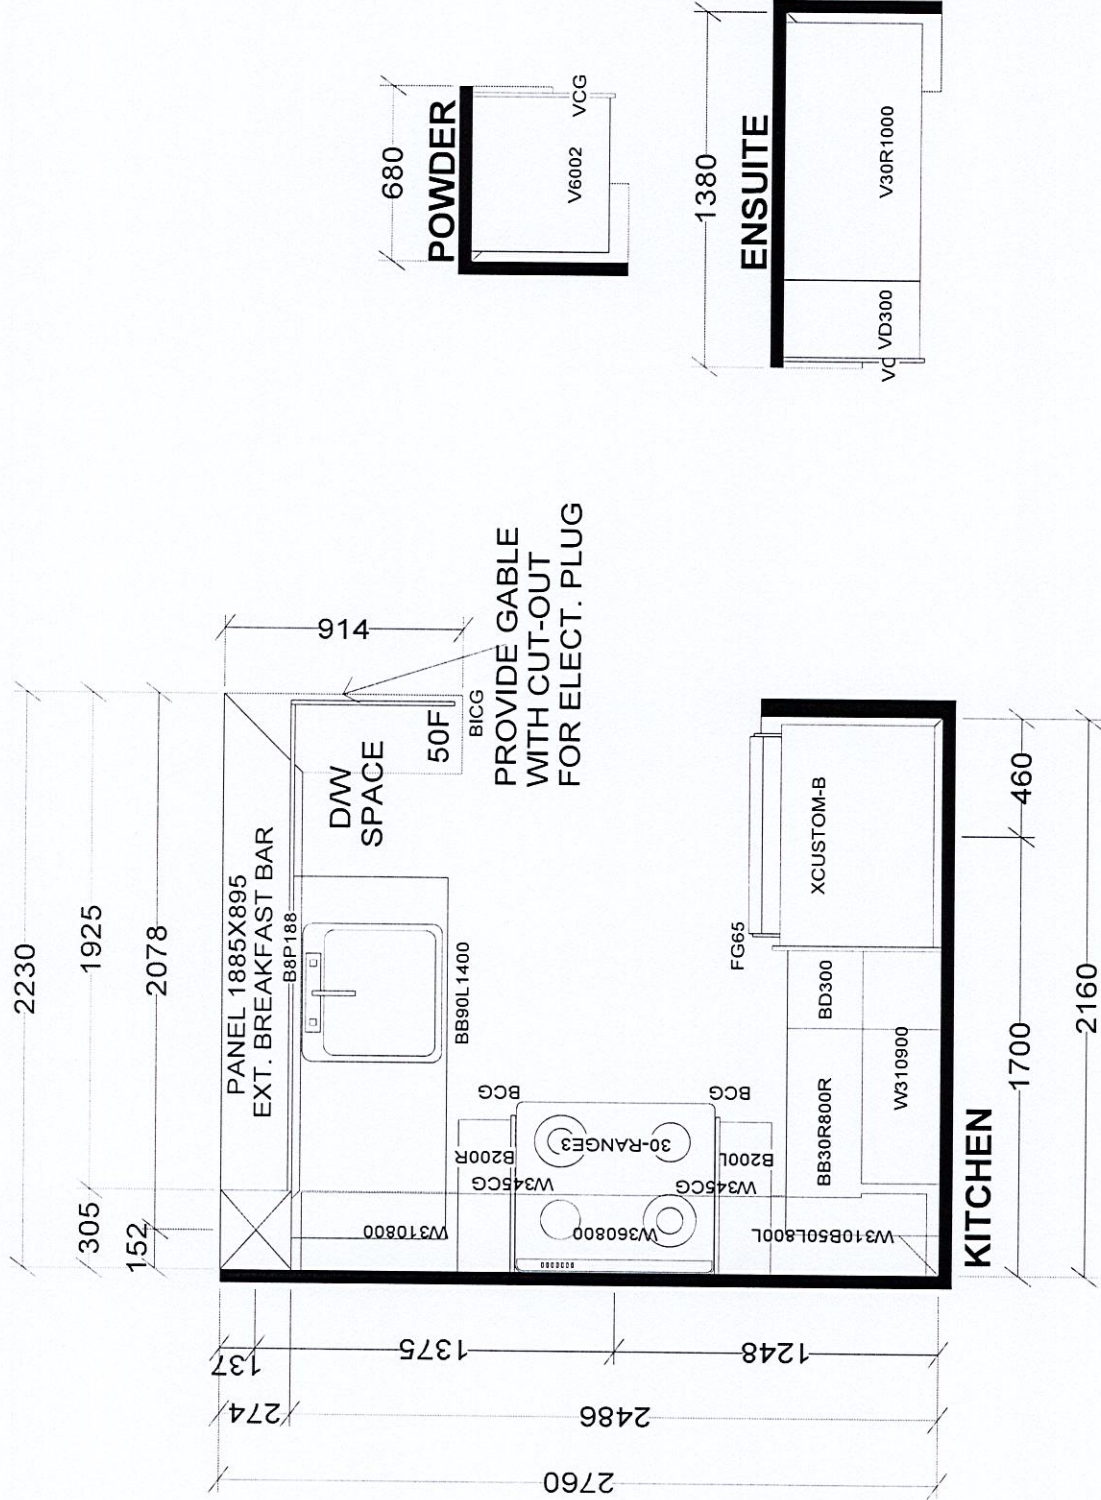 2230
1925
305
2078
152
PANEL 1885X895
EXT. BREAKFAST BAR
B8P188
914
D/W
SPACE
50F
BICG
PROVIDE GABLE
WITH CUT-OUT
FOR ELECT. PLUG
BB90L1400
W310800
BCG
B200R
W345CG
30-RANGE3
W360800
BCG
B200L
W345CG
W310B50L800L
FG65
XCUSTOM-B
BD300
BB30R800R
W310900
KITCHEN
460
1700
2160
137
1375
1248
274
2486
2760
680
POWDER
V6002
VCG
1380
ENSUITE
VD300
V30R1000